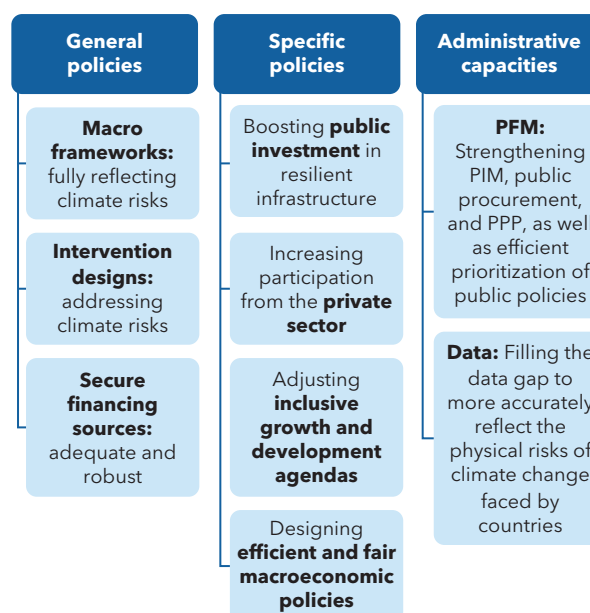 General
policies
Macro
frameworks:
fully reflecting
climate risks
Intervention
designs:
addressing
climate risks
Secure
financing
sources:
adequate and
robust
Specific
policies
Boosting public
investment in
resilient
infrastructure
Increasing
participation
from the private
sector
Adjusting
inclusive
growth and
development
agendas
Designing
efficient and fair
macroeconomic
policies
Administrative
capacities
PFM:
Strengthening
PIM, public
procurement,
and PPP, as well
as efficient
prioritization of
public policies
Data: Filling the
data gap to
more accurately
reflect the
physical risks of
climate change
faced by
countries